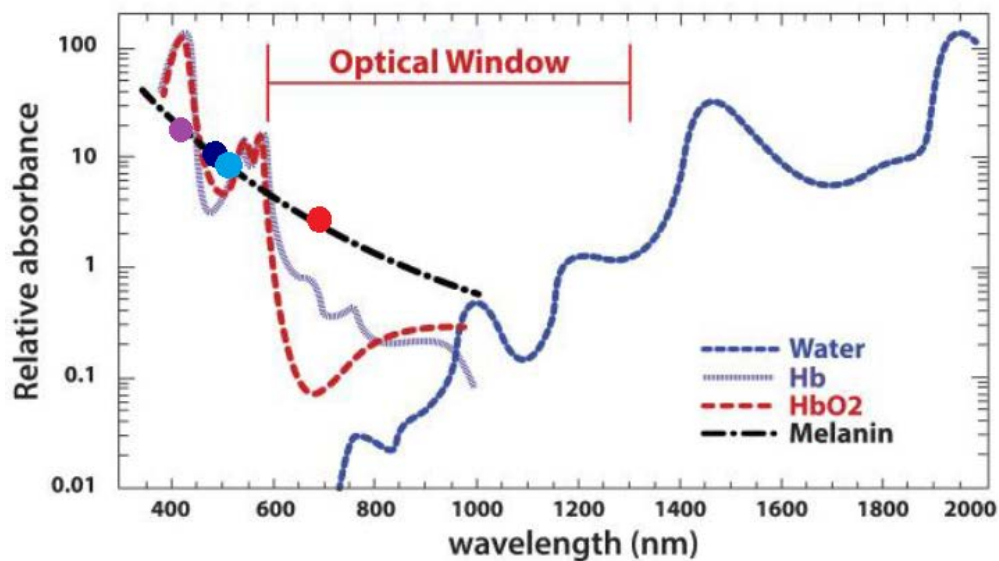 Optical Window
Relative absorbance
100
10
1
0.1
0.01
Water
Hb
HbO2
Melanin
400 600 800 1000 1200 1400 1600 1800 2000
wavelength (nm)